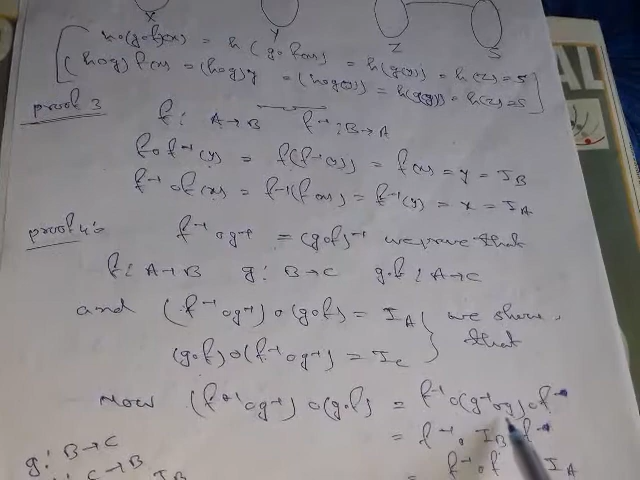 X Y Z S
ho(gof)(x) = h(gof(x)) = h(g(y)) = h(z) = s
(hog)f(x) = (hog)y = (hog(y)) = h(g(y)) = h(z) = s
proof 3 f: A→B f⁻¹: B→A
fof⁻¹(y) = f(f⁻¹(y)) = f(x) = y = I_B
f⁻¹of(x) = f⁻¹(f(x)) = f⁻¹(y) = x = I_A
proof 4: f⁻¹og⁻¹ = (gof)⁻¹ we prove that
f: A→B g: B→C g.f: A→C
and (f⁻¹og⁻¹)o(gof) = I_A } we show
(gof)o(f⁻¹og⁻¹) = I_C } that
Now (f⁻¹og⁻¹)o(gof) = f⁻¹o(g⁻¹og)of
= f⁻¹o I_B f
g: B→C = f⁻¹of I_A
: C→B I_B